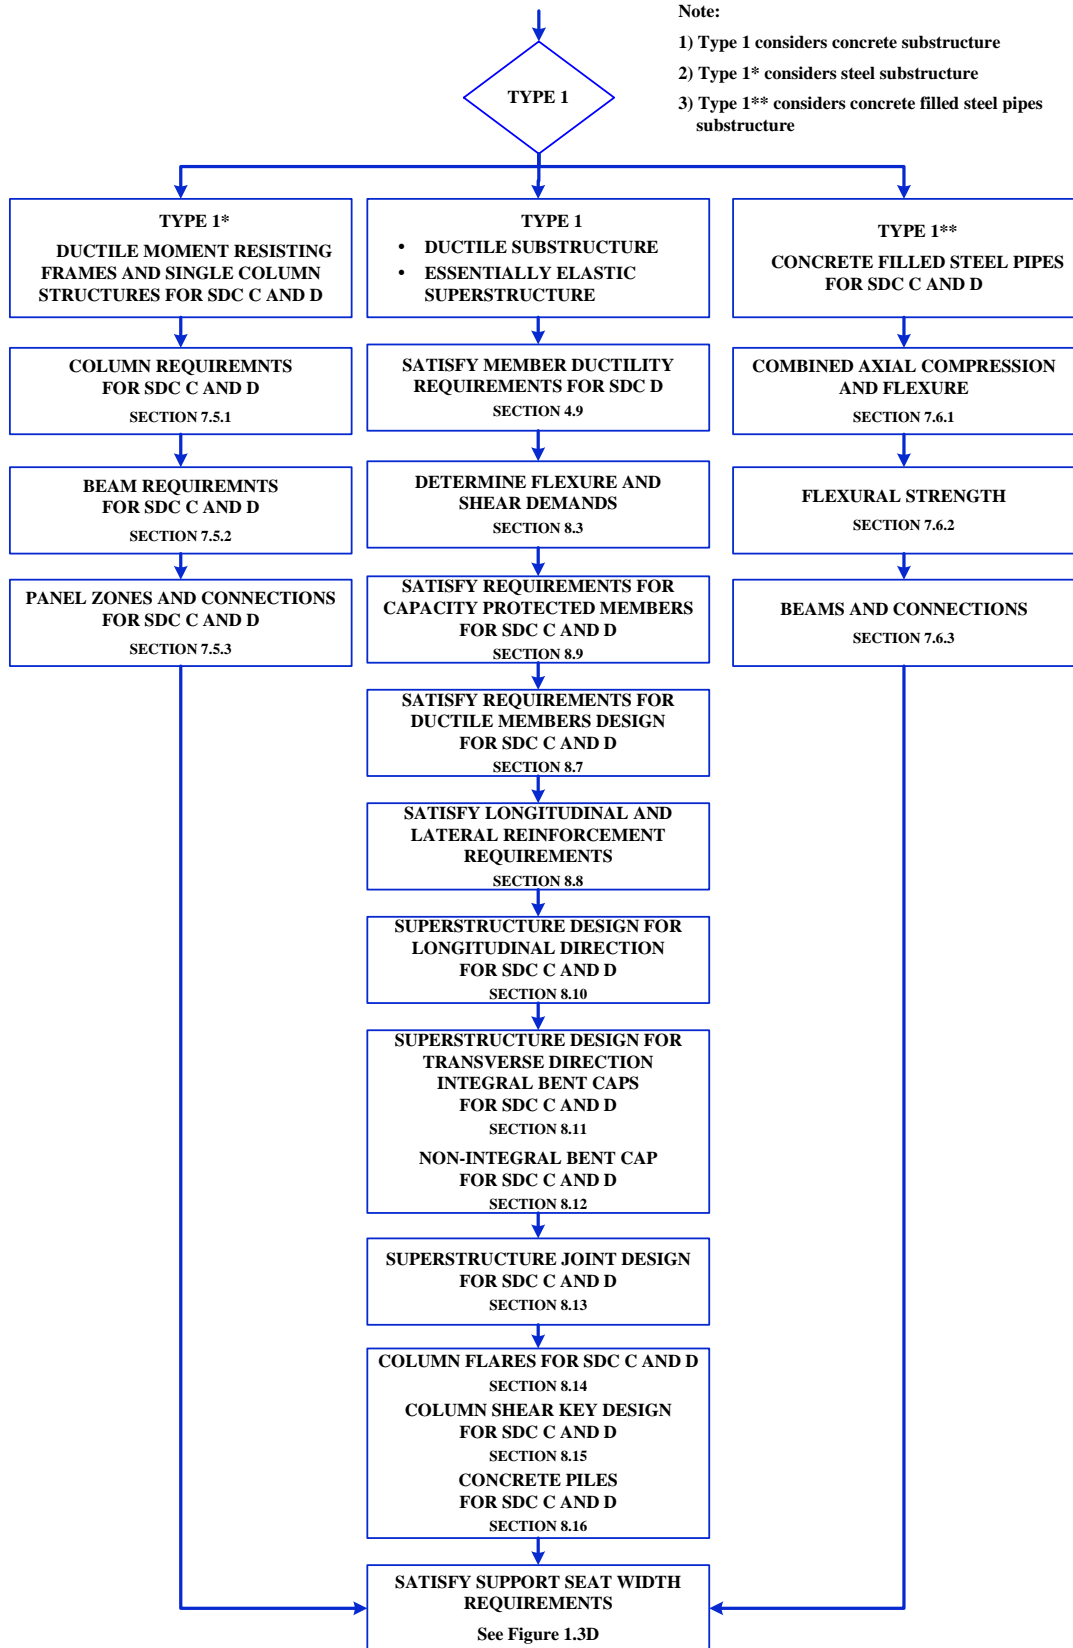 Note:
1) Type 1 considers concrete substructure
2) Type 1* considers steel substructure
3) Type 1** considers concrete filled steel pipes
substructure
TYPE 1
TYPE 1*
DUCTILE MOMENT RESISTING
FRAMES AND SINGLE COLUMN
STRUCTURES FOR SDC C AND D
COLUMN REQUIREMNTS
FOR SDC C AND D
SECTION 7.5.1
BEAM REQUIREMNTS
FOR SDC C AND D
SECTION 7.5.2
PANEL ZONES AND CONNECTIONS
FOR SDC C AND D
SECTION 7.5.3
TYPE 1
• DUCTILE SUBSTRUCTURE
• ESSENTIALLY ELASTIC
SUPERSTRUCTURE
SATISFY MEMBER DUCTILITY
REQUIREMENTS FOR SDC D
SECTION 4.9
DETERMINE FLEXURE AND
SHEAR DEMANDS
SECTION 8.3
SATISFY REQUIREMENTS FOR
CAPACITY PROTECTED MEMBERS
FOR SDC C AND D
SECTION 8.9
SATISFY REQUIREMENTS FOR
DUCTILE MEMBERS DESIGN
FOR SDC C AND D
SECTION 8.7
SATISFY LONGITUDINAL AND
LATERAL REINFORCEMENT
REQUIREMENTS
SECTION 8.8
SUPERSTRUCTURE DESIGN FOR
LONGITUDINAL DIRECTION
FOR SDC C AND D
SECTION 8.10
SUPERSTRUCTURE DESIGN FOR
TRANSVERSE DIRECTION
INTEGRAL BENT CAPS
FOR SDC C AND D
SECTION 8.11
NON-INTEGRAL BENT CAP
FOR SDC C AND D
SECTION 8.12
SUPERSTRUCTURE JOINT DESIGN
FOR SDC C AND D
SECTION 8.13
COLUMN FLARES FOR SDC C AND D
SECTION 8.14
COLUMN SHEAR KEY DESIGN
FOR SDC C AND D
SECTION 8.15
CONCRETE PILES
FOR SDC C AND D
SECTION 8.16
SATISFY SUPPORT SEAT WIDTH
REQUIREMENTS
See Figure 1.3D
TYPE 1**
CONCRETE FILLED STEEL PIPES
FOR SDC C AND D
COMBINED AXIAL COMPRESSION
AND FLEXURE
SECTION 7.6.1
FLEXURAL STRENGTH
SECTION 7.6.2
BEAMS AND CONNECTIONS
SECTION 7.6.3